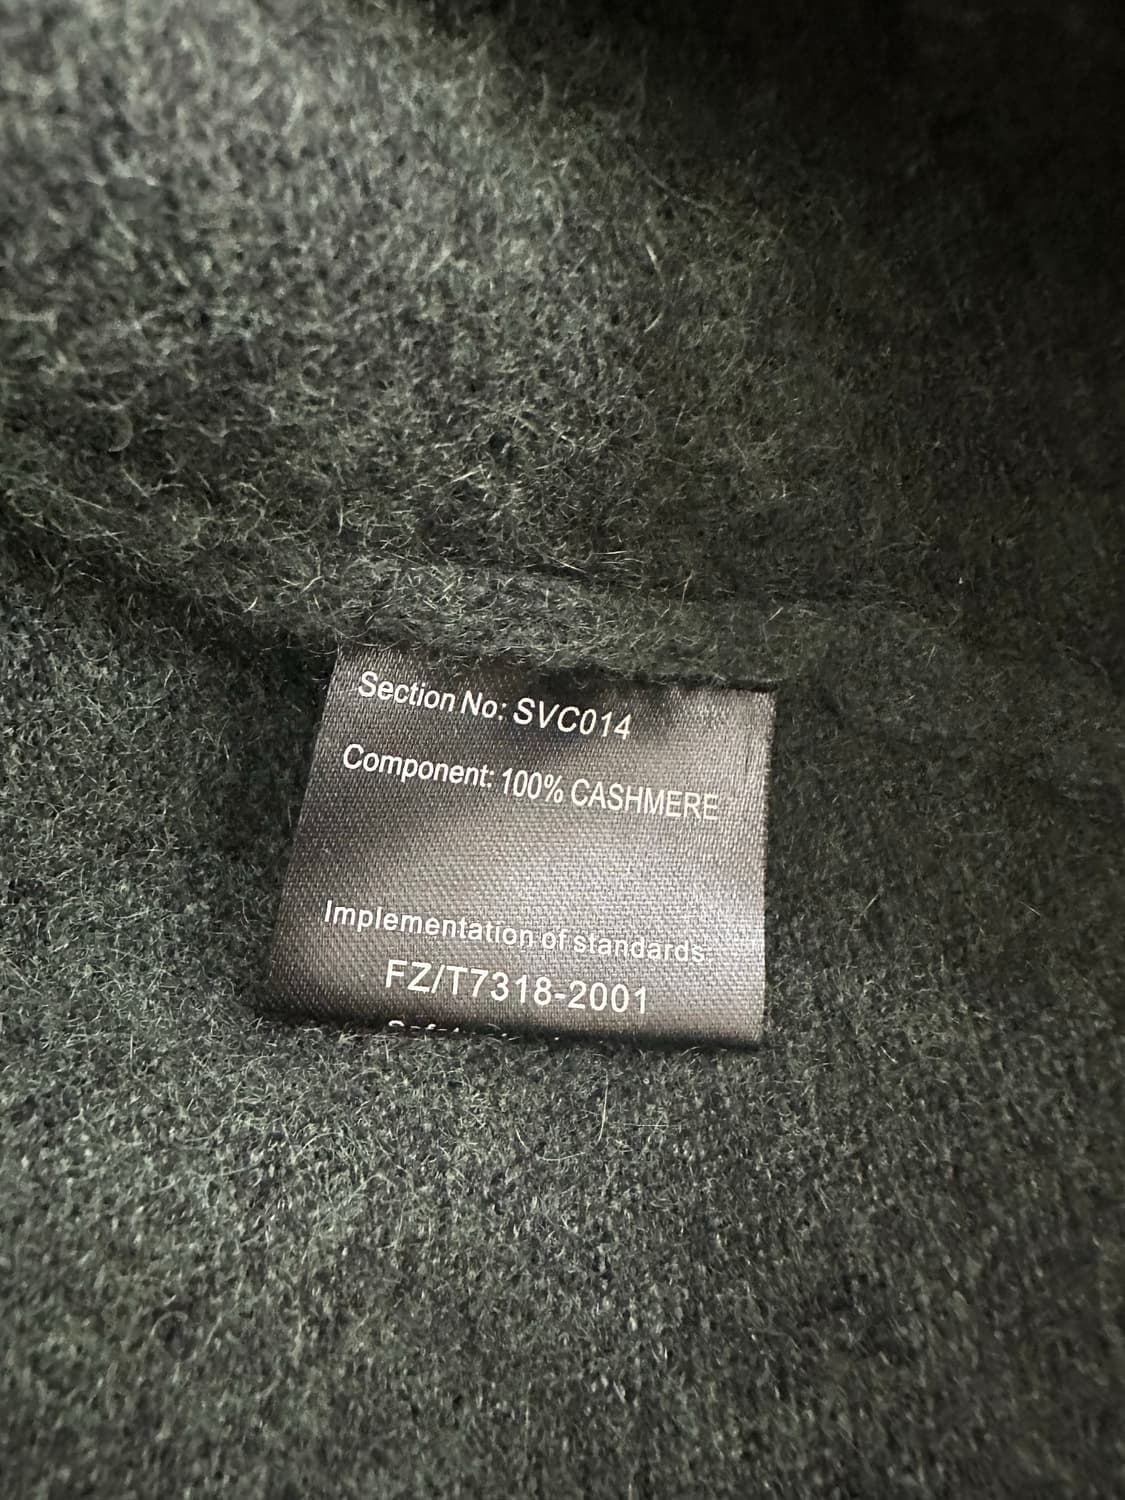 Section No: SVC014
Component: 100% CASHMERE
Implementation of standards:
FZ/T7318-2001